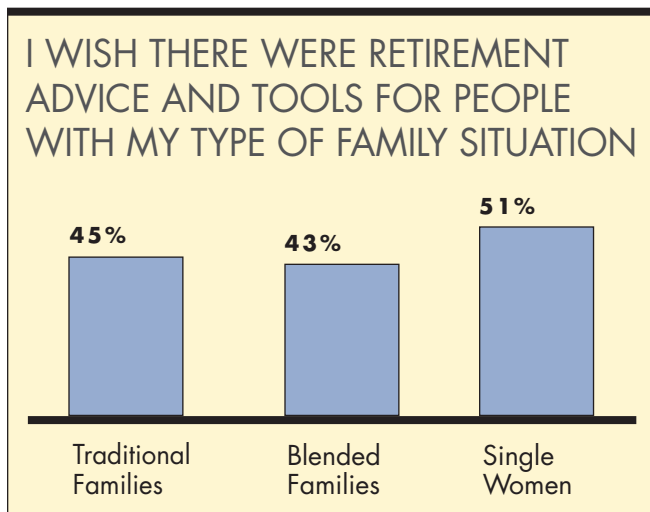 I WISH THERE WERE RETIREMENT
ADVICE AND TOOLS FOR PEOPLE
WITH MY TYPE OF FAMILY SITUATION
45%
43%
51%
Traditional
Families
Blended
Families
Single
Women